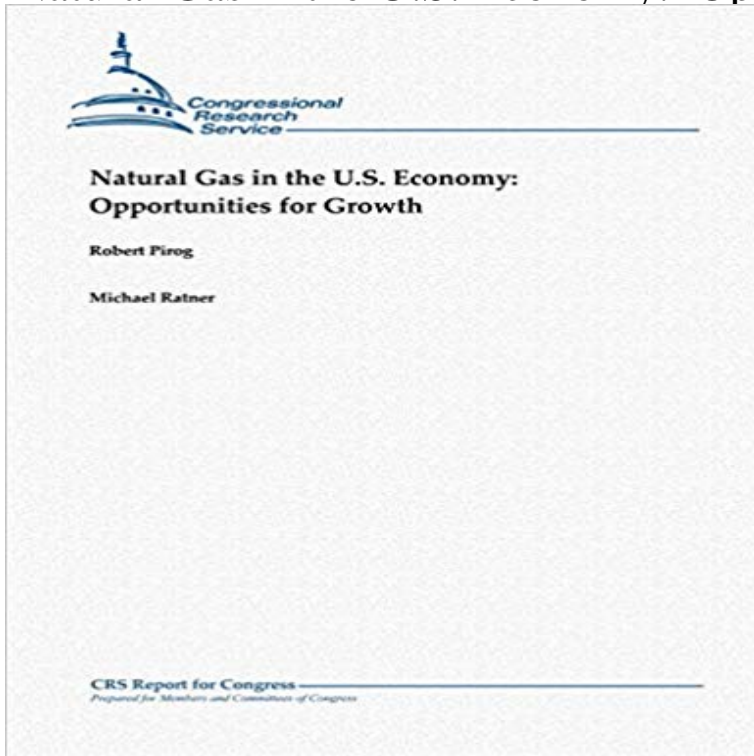 Congressional
Research
Service
Natural Gas in the U.S. Economy:
Opportunities for Growth
Robert Pirog
Michael Ratner
CRS Report for Congress
Prepared for Members and Committees of Congress